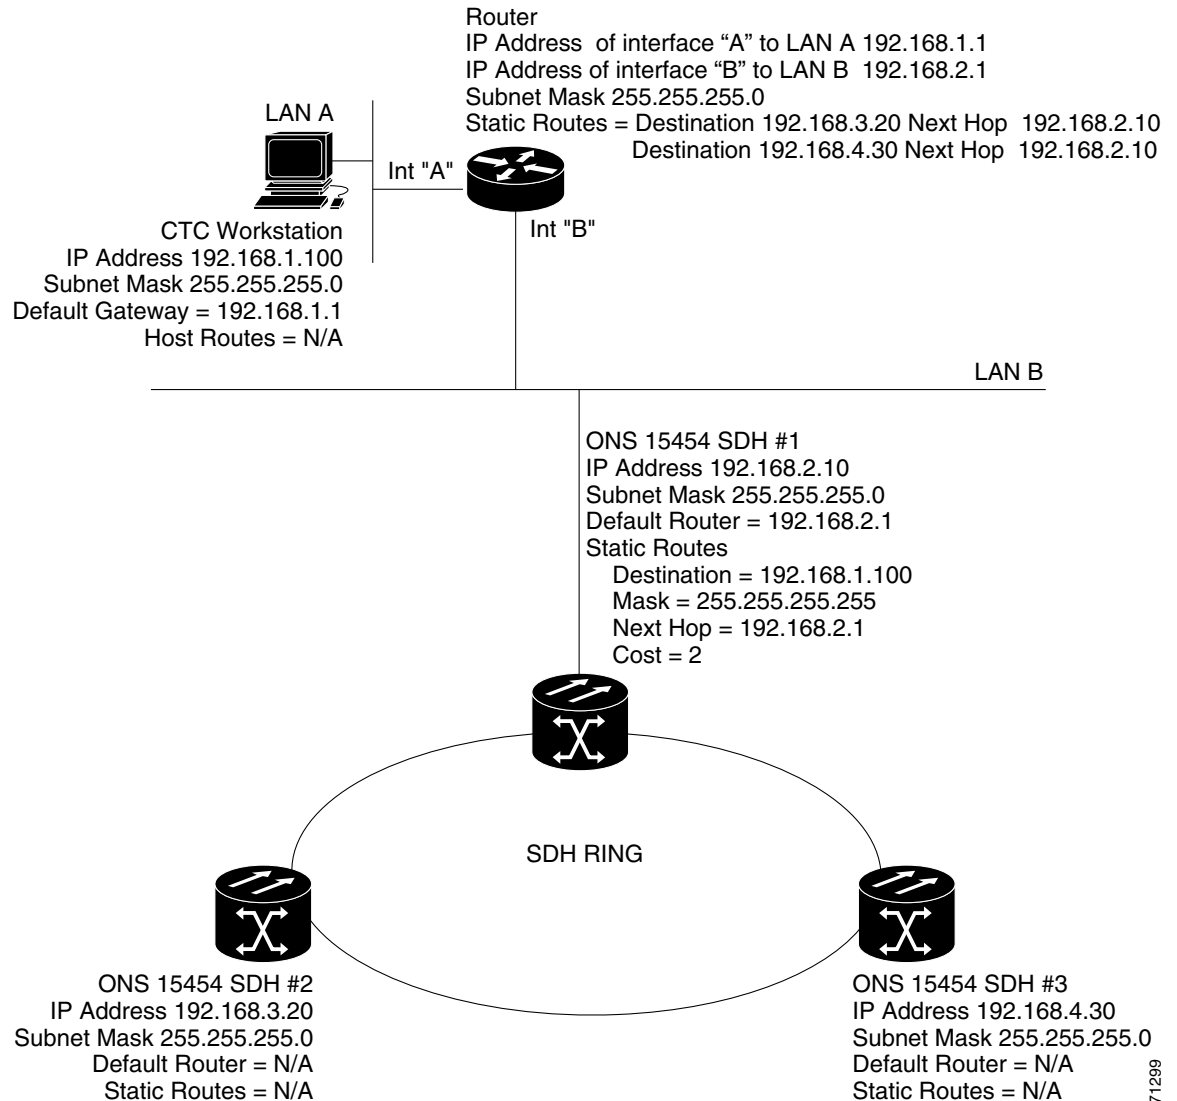 Router
IP Address of interface “A” to LAN A 192.168.1.1
IP Address of interface “B” to LAN B 192.168.2.1
Subnet Mask 255.255.255.0
Static Routes = Destination 192.168.3.20 Next Hop 192.168.2.10
Destination 192.168.4.30 Next Hop 192.168.2.10
LAN A
Int "A"
Int "B"
CTC Workstation
IP Address 192.168.1.100
Subnet Mask 255.255.255.0
Default Gateway = 192.168.1.1
Host Routes = N/A
LAN B
ONS 15454 SDH #1
IP Address 192.168.2.10
Subnet Mask 255.255.255.0
Default Router = 192.168.2.1
Static Routes
Destination = 192.168.1.100
Mask = 255.255.255.255
Next Hop = 192.168.2.1
Cost = 2
SDH RING
ONS 15454 SDH #2
IP Address 192.168.3.20
Subnet Mask 255.255.255.0
Default Router = N/A
Static Routes = N/A
ONS 15454 SDH #3
IP Address 192.168.4.30
Subnet Mask 255.255.255.0
Default Router = N/A
Static Routes = N/A
71299